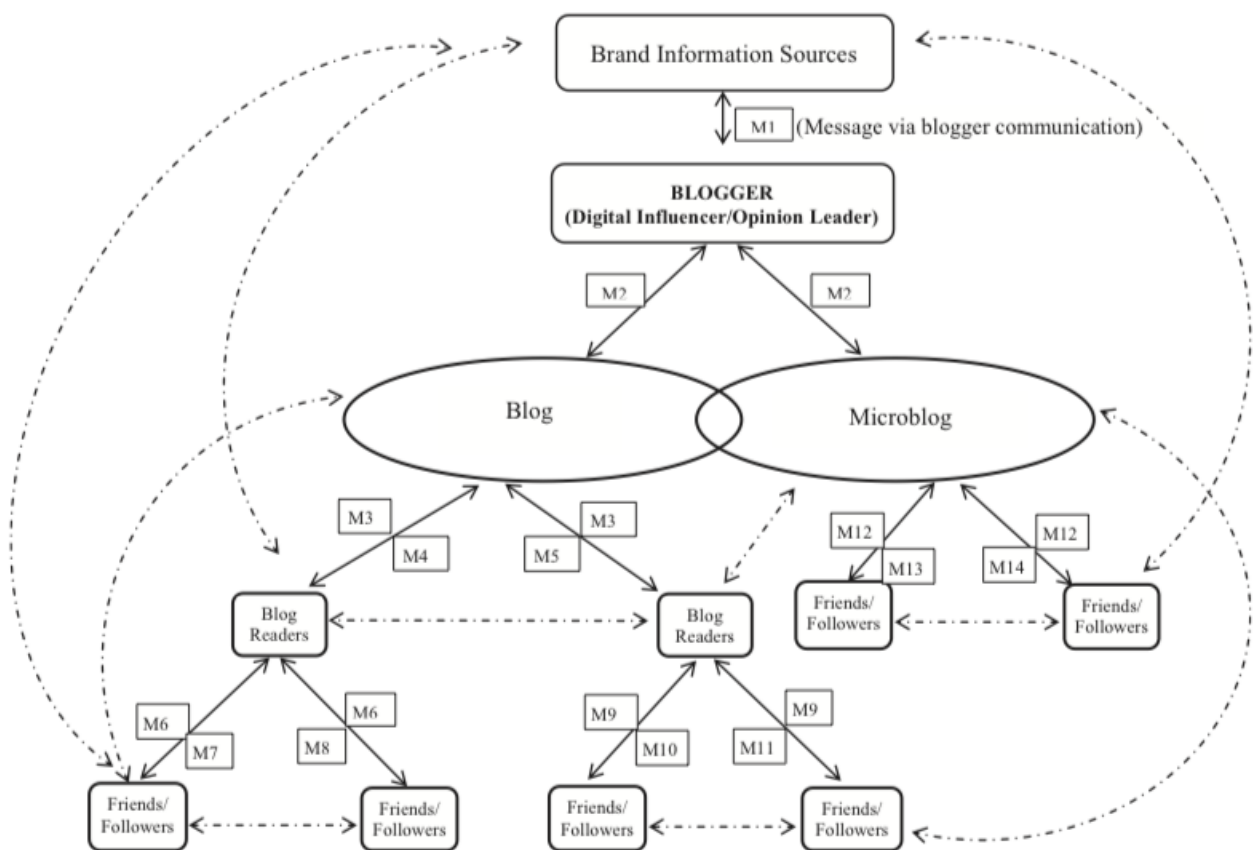 Brand Information Sources
M1 (Message via blogger communication)
BLOGGER
(Digital Influencer/Opinion Leader)
M2
M2
Blog
Microblog
M3
M3
M4
M5
M12
M12
M13
M14
Blog
Readers
Blog
Readers
Friends/
Followers
Friends/
Followers
M6
M6
M7
M8
M9
M9
M10
M11
Friends/
Followers
Friends/
Followers
Friends/
Followers
Friends/
Followers